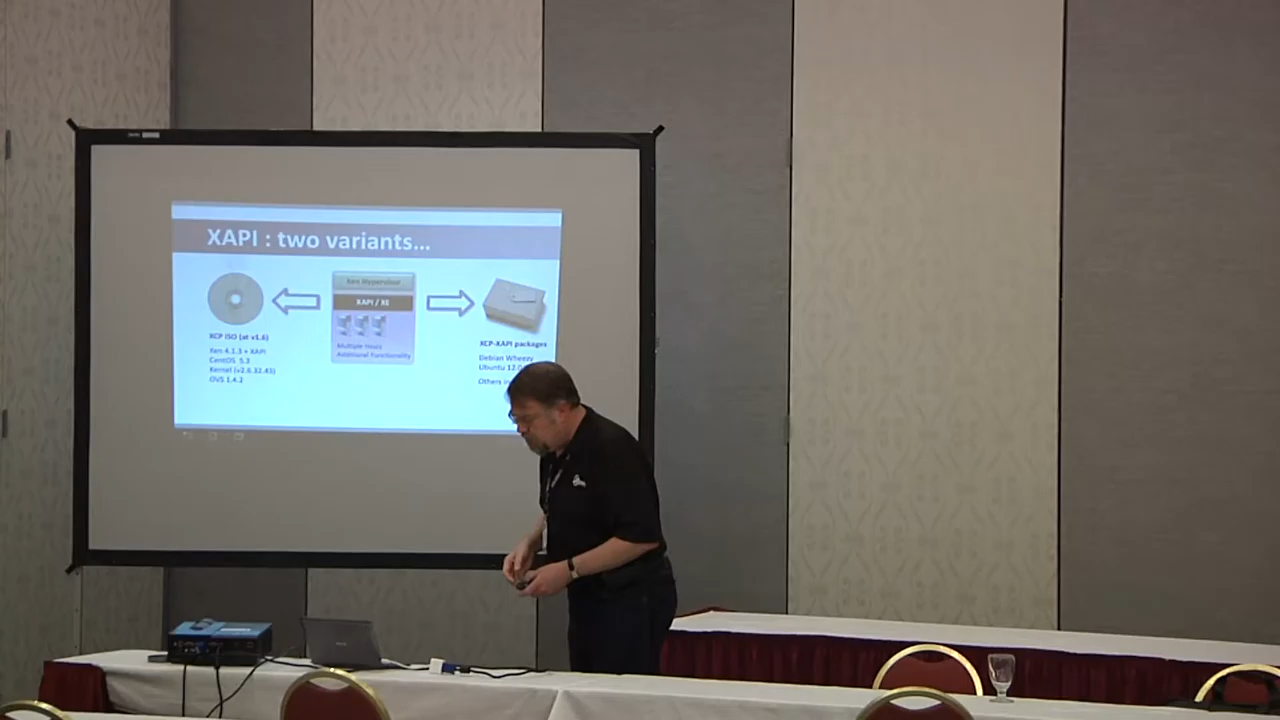 XAPI : two variants...
Xen Hypervisor
XAPI / XE
Multiple Hosts
Additional Functionality
XCP ISO (at v1.6)
Xen 4.1.3 + XAPI
CentOS 5.3
Kernel (v2.6.32.43)
OVS 1.4.2
XCP-XAPI packages
Debian Wheezy
Ubuntu
Others